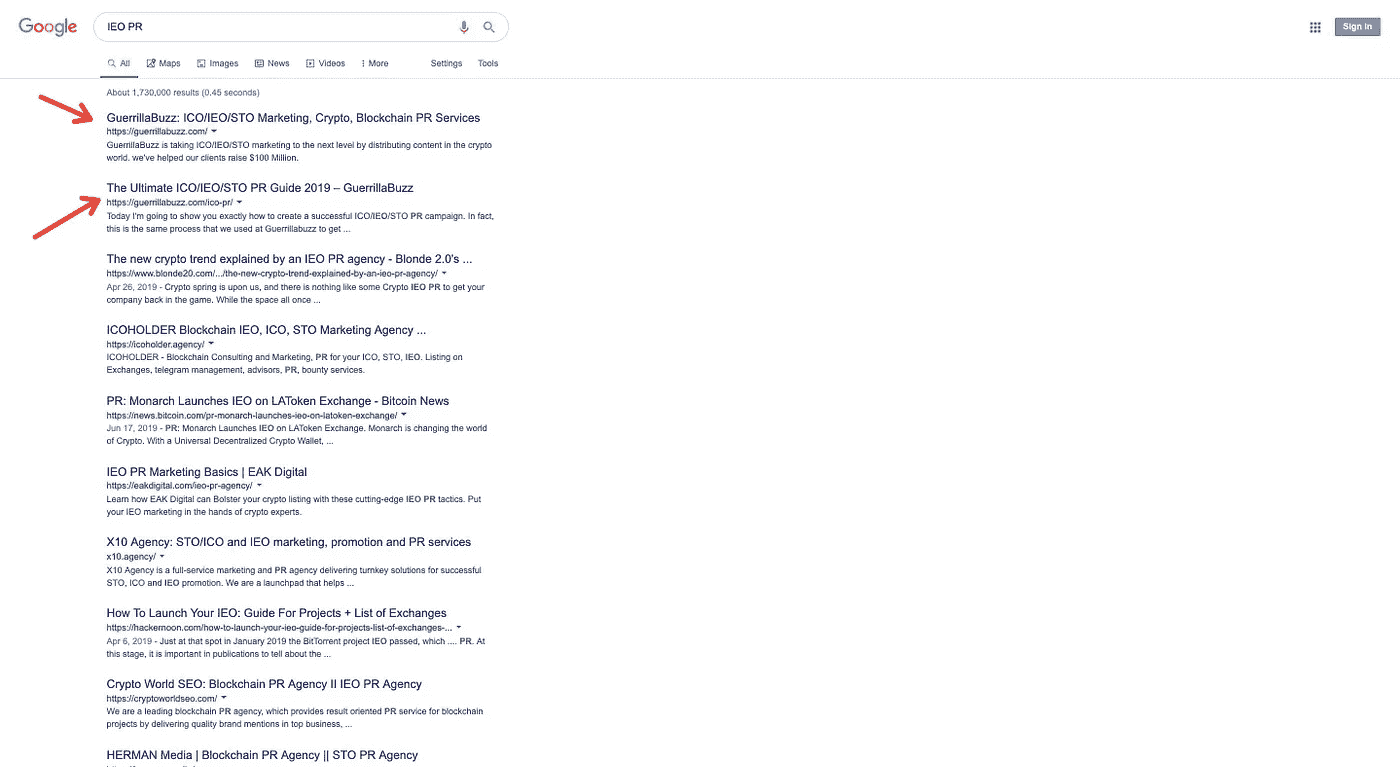 Google
IEO PR
Sign in
All Maps Images News Videos More Settings Tools
About 1,730,000 results (0.45 seconds)
GuerrillaBuzz: ICO/IEO/STO Marketing, Crypto, Blockchain PR Services
https://guerrillabuzz.com/
GuerrillaBuzz is taking ICO/IEO/STO marketing to the next level by distributing content in the crypto
world. we've helped our clients raise $100 Million.
The Ultimate ICO/IEO/STO PR Guide 2019 – GuerrillaBuzz
https://guerrillabuzz.com/ico-pr/
Today I'm going to show you exactly how to create a successful ICO/IEO/STO PR campaign. In fact,
this is the same process that we used at Guerrillabuzz to get ...
The new crypto trend explained by an IEO PR agency - Blonde 2.0's ...
https://www.blonde20.com/.../the-new-crypto-trend-explained-by-an-ieo-pr-agency/
Apr 26, 2019 - Crypto spring is upon us, and there is nothing like some Crypto IEO PR to get your
company back in the game. While the space all once ...
ICOHOLDER Blockchain IEO, ICO, STO Marketing Agency ...
https://icoholder.agency/
ICOHOLDER - Blockchain Consulting and Marketing, PR for your ICO, STO, IEO. Listing on
Exchanges, telegram management, advisors, PR, bounty services.
PR: Monarch Launches IEO on LAToken Exchange - Bitcoin News
https://news.bitcoin.com/pr-monarch-launches-ieo-on-latoken-exchange/
Jun 17, 2019 - PR: Monarch Launches IEO on LAToken Exchange. Monarch is changing the world
of Crypto. With a Universal Decentralized Crypto Wallet, ...
IEO PR Marketing Basics | EAK Digital
https://eakdigital.com/ieo-pr-agency/
Learn how EAK Digital can Bolster your crypto listing with these cutting-edge IEO PR tactics. Put
your IEO marketing in the hands of crypto experts.
X10 Agency: STO/ICO and IEO marketing, promotion and PR services
x10.agency/
X10 Agency is a full-service marketing and PR agency delivering turnkey solutions for successful
STO, ICO and IEO promotion. We are a launchpad that helps ...
How To Launch Your IEO: Guide For Projects + List of Exchanges
https://hackernoon.com/how-to-launch-your-ieo-guide-for-projects-list-of-exchanges-...
Apr 6, 2019 - Just at that spot in January 2019 the BitTorrent project IEO passed, which .... PR. At
this stage, it is important in publications to tell about the ...
Crypto World SEO: Blockchain PR Agency II IEO PR Agency
https://cryptoworldseo.com/
We are a leading blockchain PR agency, which provides result oriented PR service for blockchain
projects by delivering quality brand mentions in top business, ...
HERMAN Media | Blockchain PR Agency || STO PR Agency